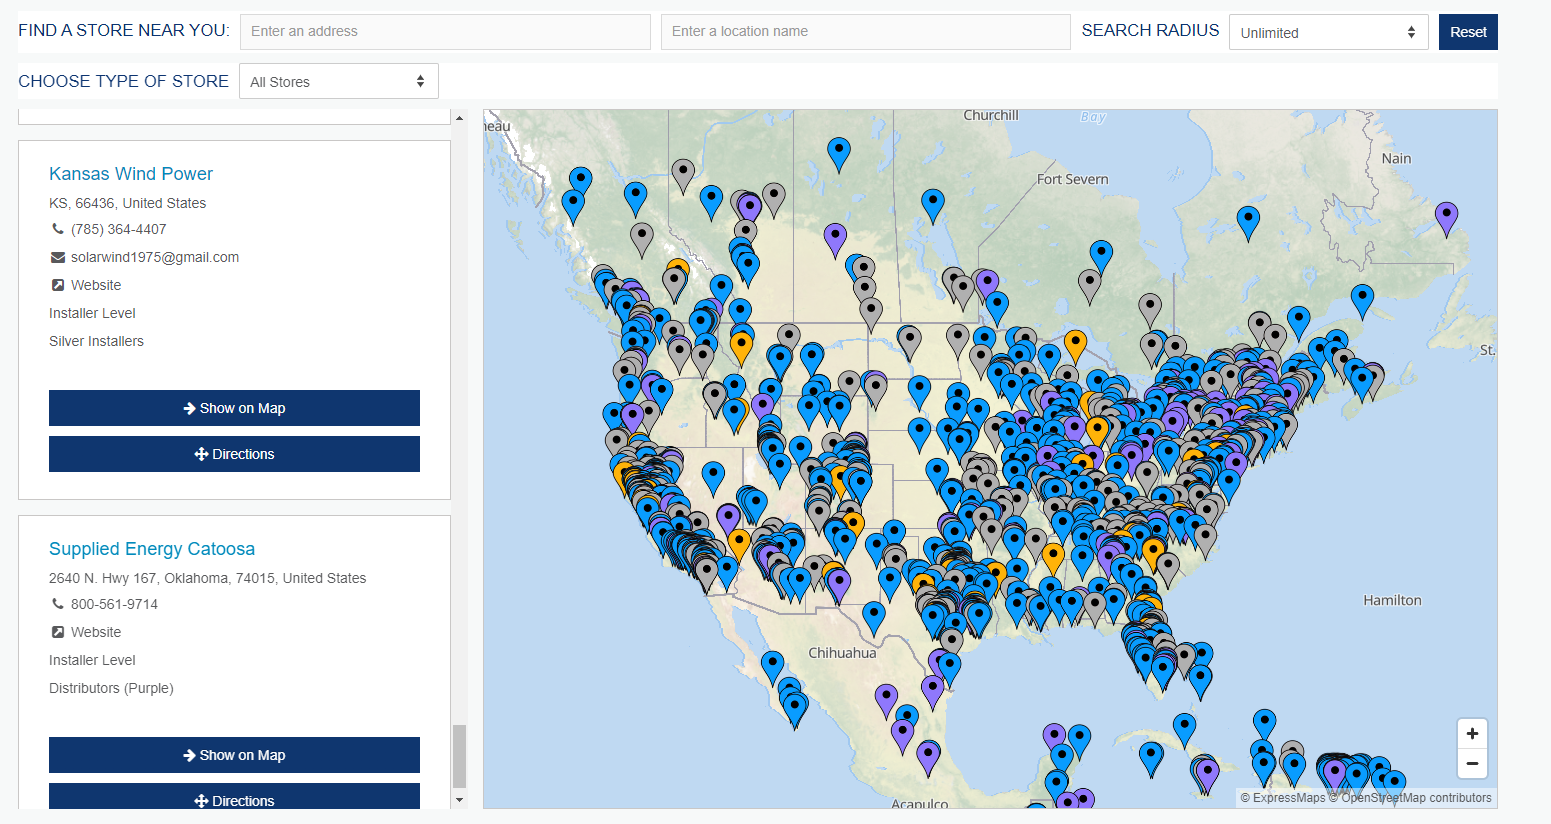 FIND A STORE NEAR YOU:
Enter an address
Enter a location name
SEARCH RADIUS
Unlimited
Reset
CHOOSE TYPE OF STORE
All Stores
Kansas Wind Power
KS, 66436, United States
(785) 364-4407
solarwind1975@gmail.com
Website
Installer Level
Silver Installers
Show on Map
Directions
Supplied Energy Catoosa
2640 N. Hwy 167, Oklahoma, 74015, United States
800-561-9714
Website
Installer Level
Distributors (Purple)
Show on Map
Directions
neau
Churchill
Bay
Nain
Fort Severn
St.
Hamilton
Chihuahua
Acapulco
+
−
© ExpressMaps © OpenStreetMap contributors